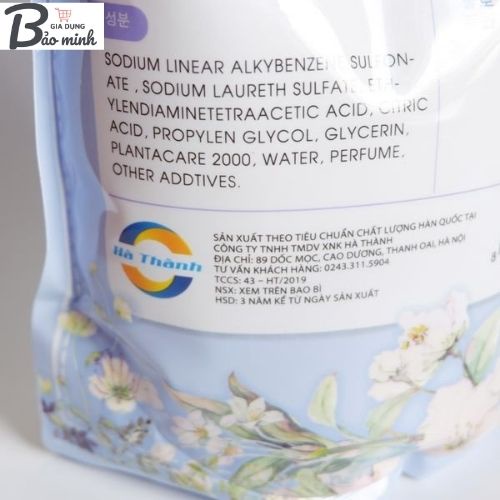 GIA DỤNG
Bảo minh
성분
SODIUM LINEAR ALKYBENZENE SULFON-
ATE , SODIUM LAURETH SULFATE, ETH-
YLENDIAMINETETRAACETIC ACID, CITRIC
ACID, PROPYLEN GLYCOL, GLYCERIN,
PLANTACARE 2000, WATER, PERFUME,
OTHER ADDTIVES.
Hà Thành
SẢN XUẤT THEO TIÊU CHUẨN CHẤT LƯỢNG HÀN QUỐC TẠI
CÔNG TY TNHH TMDV XNK HÀ THÀNH
ĐỊA CHỈ: 89 DỐC MỌC, CAO DƯƠNG, THANH OAI, HÀ NỘI
TƯ VẤN KHÁCH HÀNG: 0243.311.5904
TCCS: 43 – HT/2019
NSX: XEM TRÊN BAO BÌ
HSD: 3 NĂM KỂ TỪ NGÀY SẢN XUẤT